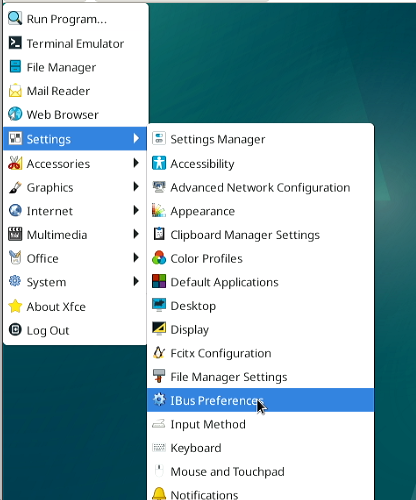 Run Program...
Terminal Emulator
File Manager
Mail Reader
Web Browser
Settings
Accessories
Graphics
Internet
Multimedia
Office
System
About Xfce
Log Out
Settings Manager
Accessibility
Advanced Network Configuration
Appearance
Clipboard Manager Settings
Color Profiles
Default Applications
Desktop
Display
Fcitx Configuration
File Manager Settings
IBus Preferences
Input Method
Keyboard
Mouse and Touchpad
Notifications